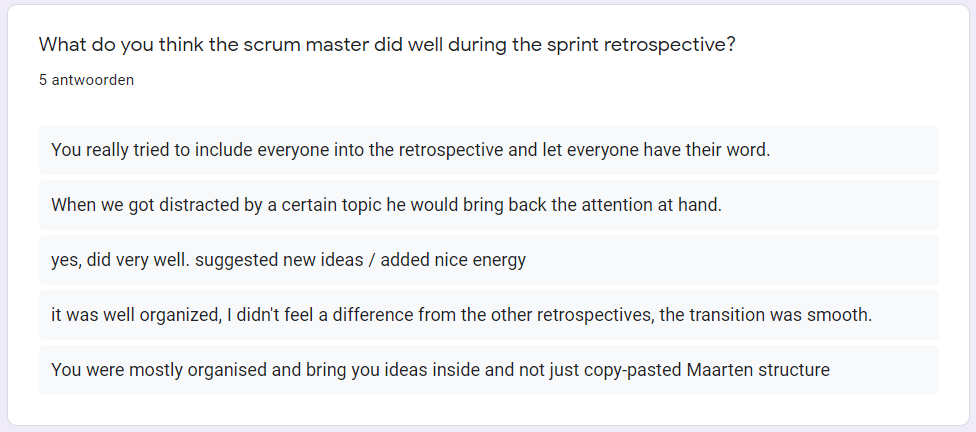 What do you think the scrum master did well during the sprint retrospective?
5 antwoorden
You really tried to include everyone into the retrospective and let everyone have their word.
When we got distracted by a certain topic he would bring back the attention at hand.
yes, did very well. suggested new ideas / added nice energy
it was well organized, I didn't feel a difference from the other retrospectives, the transition was smooth.
You were mostly organised and bring you ideas inside and not just copy-pasted Maarten structure